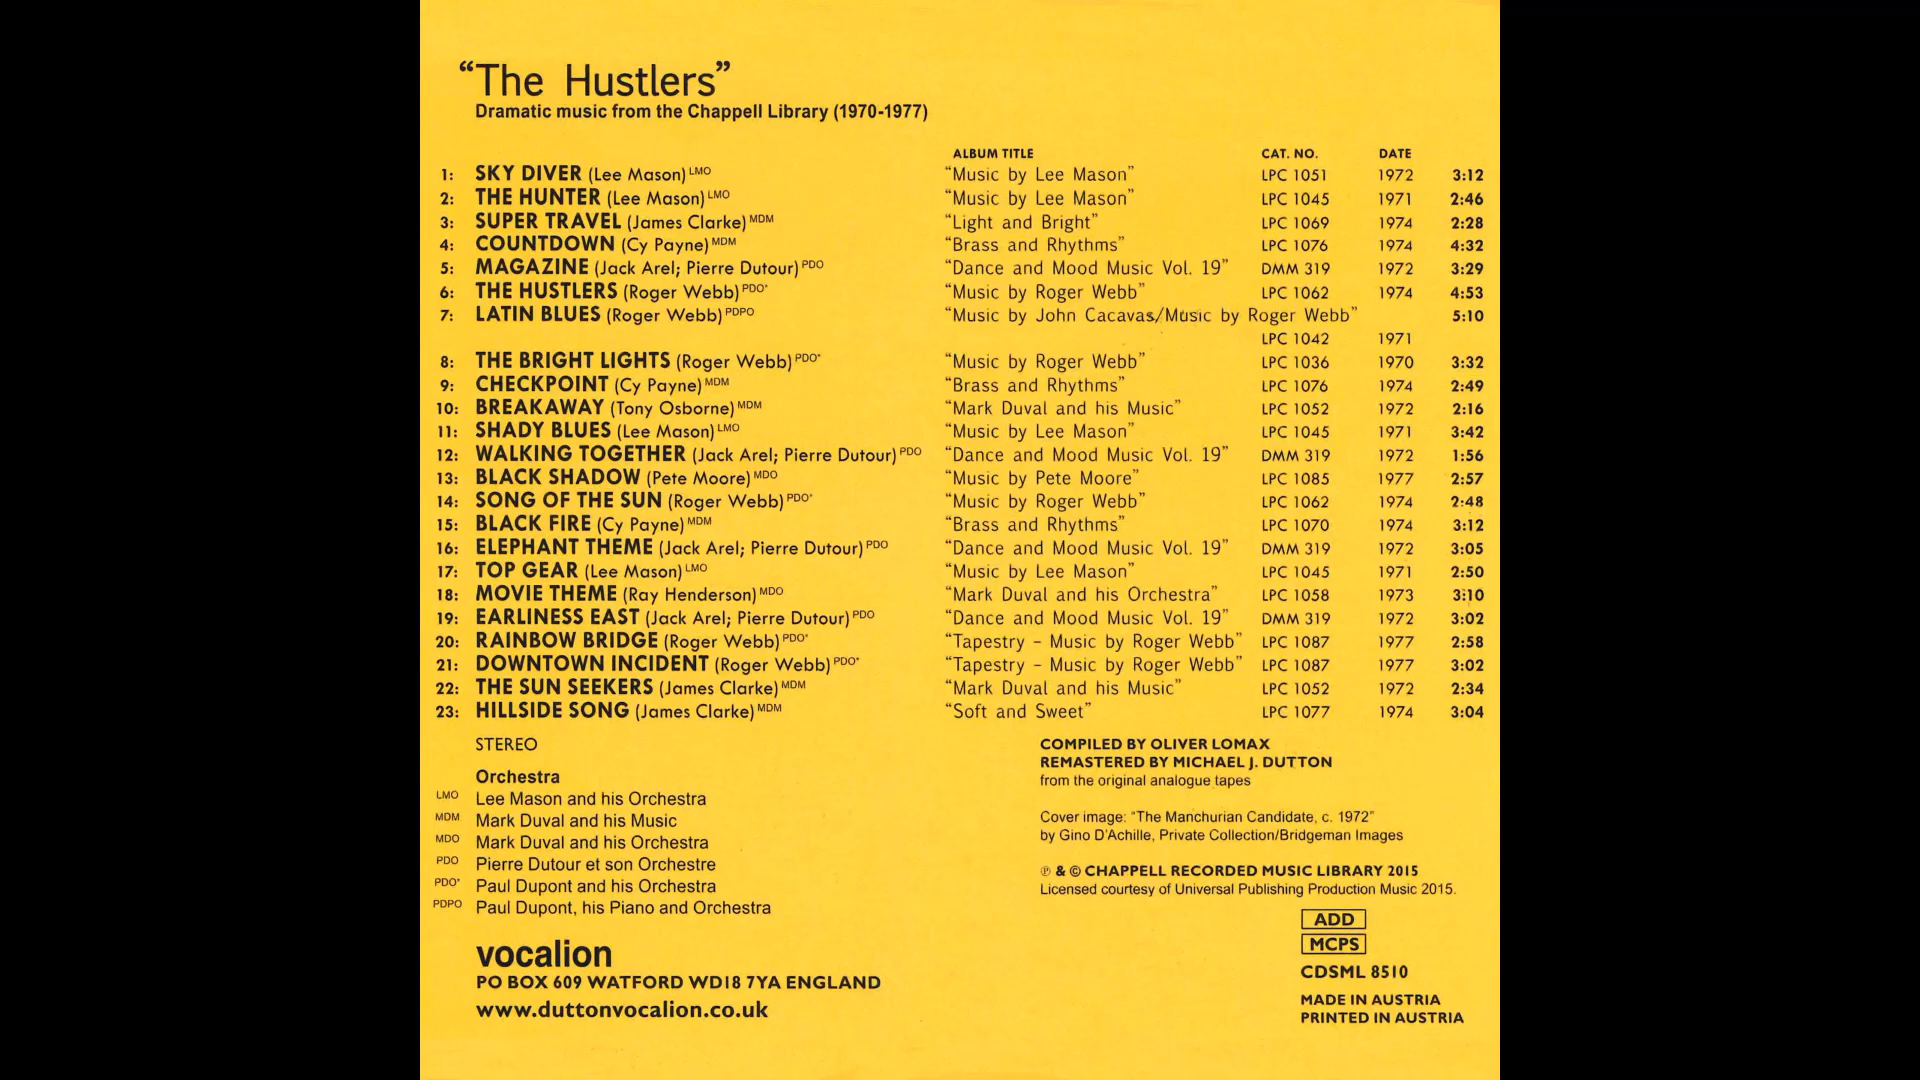 “The Hustlers”
Dramatic music from the Chappell Library (1970-1977)
ALBUM TITLE CAT. NO. DATE
1: SKY DIVER (Lee Mason) LMO “Music by Lee Mason” LPC 1051 1972 3:12
2: THE HUNTER (Lee Mason) LMO “Music by Lee Mason” LPC 1045 1971 2:46
3: SUPER TRAVEL (James Clarke) MDM “Light and Bright” LPC 1069 1974 2:28
4: COUNTDOWN (Cy Payne) MDM “Brass and Rhythms” LPC 1076 1974 4:32
5: MAGAZINE (Jack Arel; Pierre Dutour) PDO “Dance and Mood Music Vol. 19” DMM 319 1972 3:29
6: THE HUSTLERS (Roger Webb) PDO* “Music by Roger Webb” LPC 1062 1974 4:53
7: LATIN BLUES (Roger Webb) PDPO “Music by John Cacavas/Music by Roger Webb” 5:10
LPC 1042 1971
8: THE BRIGHT LIGHTS (Roger Webb) PDO* “Music by Roger Webb” LPC 1036 1970 3:32
9: CHECKPOINT (Cy Payne) MDM “Brass and Rhythms” LPC 1076 1974 2:49
10: BREAKAWAY (Tony Osborne) MDM “Mark Duval and his Music” LPC 1052 1972 2:16
11: SHADY BLUES (Lee Mason) LMO “Music by Lee Mason” LPC 1045 1971 3:42
12: WALKING TOGETHER (Jack Arel; Pierre Dutour) PDO “Dance and Mood Music Vol. 19” DMM 319 1972 1:56
13: BLACK SHADOW (Pete Moore) MDO “Music by Pete Moore” LPC 1085 1977 2:57
14: SONG OF THE SUN (Roger Webb) PDO* “Music by Roger Webb” LPC 1062 1974 2:48
15: BLACK FIRE (Cy Payne) MDM “Brass and Rhythms” LPC 1070 1974 3:12
16: ELEPHANT THEME (Jack Arel; Pierre Dutour) PDO “Dance and Mood Music Vol. 19” DMM 319 1972 3:05
17: TOP GEAR (Lee Mason) LMO “Music by Lee Mason” LPC 1045 1971 2:50
18: MOVIE THEME (Ray Henderson) MDO “Mark Duval and his Orchestra” LPC 1058 1973 3:10
19: EARLINESS EAST (Jack Arel; Pierre Dutour) PDO “Dance and Mood Music Vol. 19” DMM 319 1972 3:02
20: RAINBOW BRIDGE (Roger Webb) PDO* “Tapestry – Music by Roger Webb” LPC 1087 1977 2:58
21: DOWNTOWN INCIDENT (Roger Webb) PDO* “Tapestry – Music by Roger Webb” LPC 1087 1977 3:02
22: THE SUN SEEKERS (James Clarke) MDM “Mark Duval and his Music” LPC 1052 1972 2:34
23: HILLSIDE SONG (James Clarke) MDM “Soft and Sweet” LPC 1077 1974 3:04
STEREO
Orchestra
LMO Lee Mason and his Orchestra
MDM Mark Duval and his Music
MDO Mark Duval and his Orchestra
PDO Pierre Dutour et son Orchestre
PDO* Paul Dupont and his Orchestra
PDPO Paul Dupont, his Piano and Orchestra
vocalion
PO BOX 609 WATFORD WD18 7YA ENGLAND
www.duttonvocalion.co.uk
COMPILED BY OLIVER LOMAX
REMASTERED BY MICHAEL J. DUTTON
from the original analogue tapes
Cover image: “The Manchurian Candidate, c. 1972”
by Gino D’Achille, Private Collection/Bridgeman Images
℗ & © CHAPPELL RECORDED MUSIC LIBRARY 2015
Licensed courtesy of Universal Publishing Production Music 2015.
ADD
MCPS
CDSML 8510
MADE IN AUSTRIA
PRINTED IN AUSTRIA